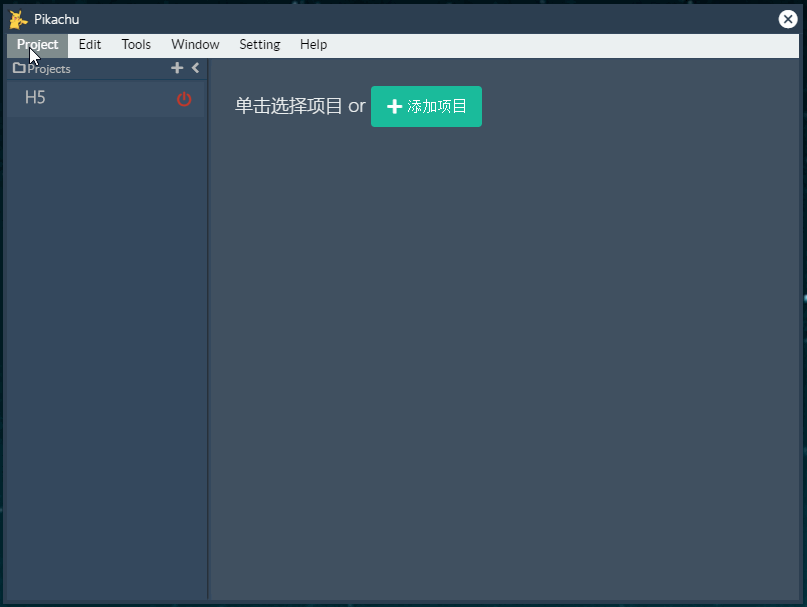 Pikachu
Project Edit Tools Window Setting Help
Projects
H5
单击选择项目 or 添加项目